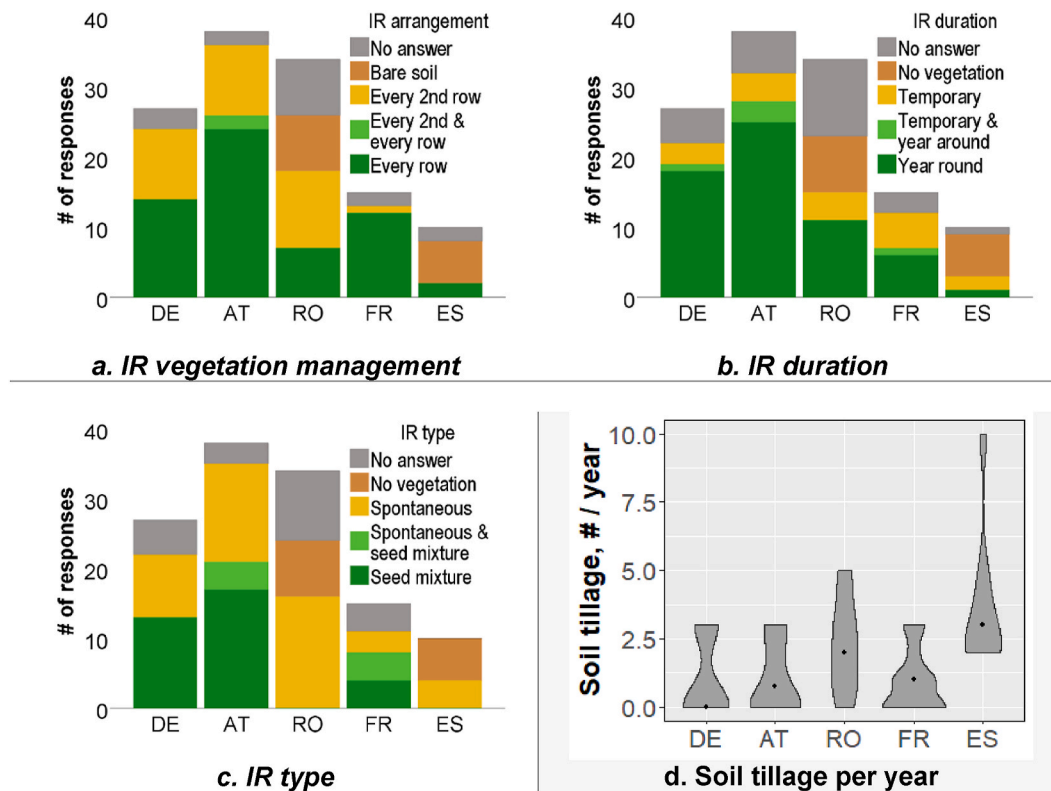 # of responses
40
30
20
10
0
IR arrangement
No answer
Bare soil
Every 2nd row
Every 2nd &
every row
Every row
DE AT RO FR ES
a. IR vegetation management
# of responses
40
30
20
10
0
IR duration
No answer
No vegetation
Temporary
Temporary &
year around
Year round
DE AT RO FR ES
b. IR duration
# of responses
40
30
20
10
0
IR type
No answer
No vegetation
Spontaneous
Spontaneous &
seed mixture
Seed mixture
DE AT RO FR ES
c. IR type
Soil tillage, # / year
10.0
7.5
5.0
2.5
0.0
DE AT RO FR ES
d. Soil tillage per year